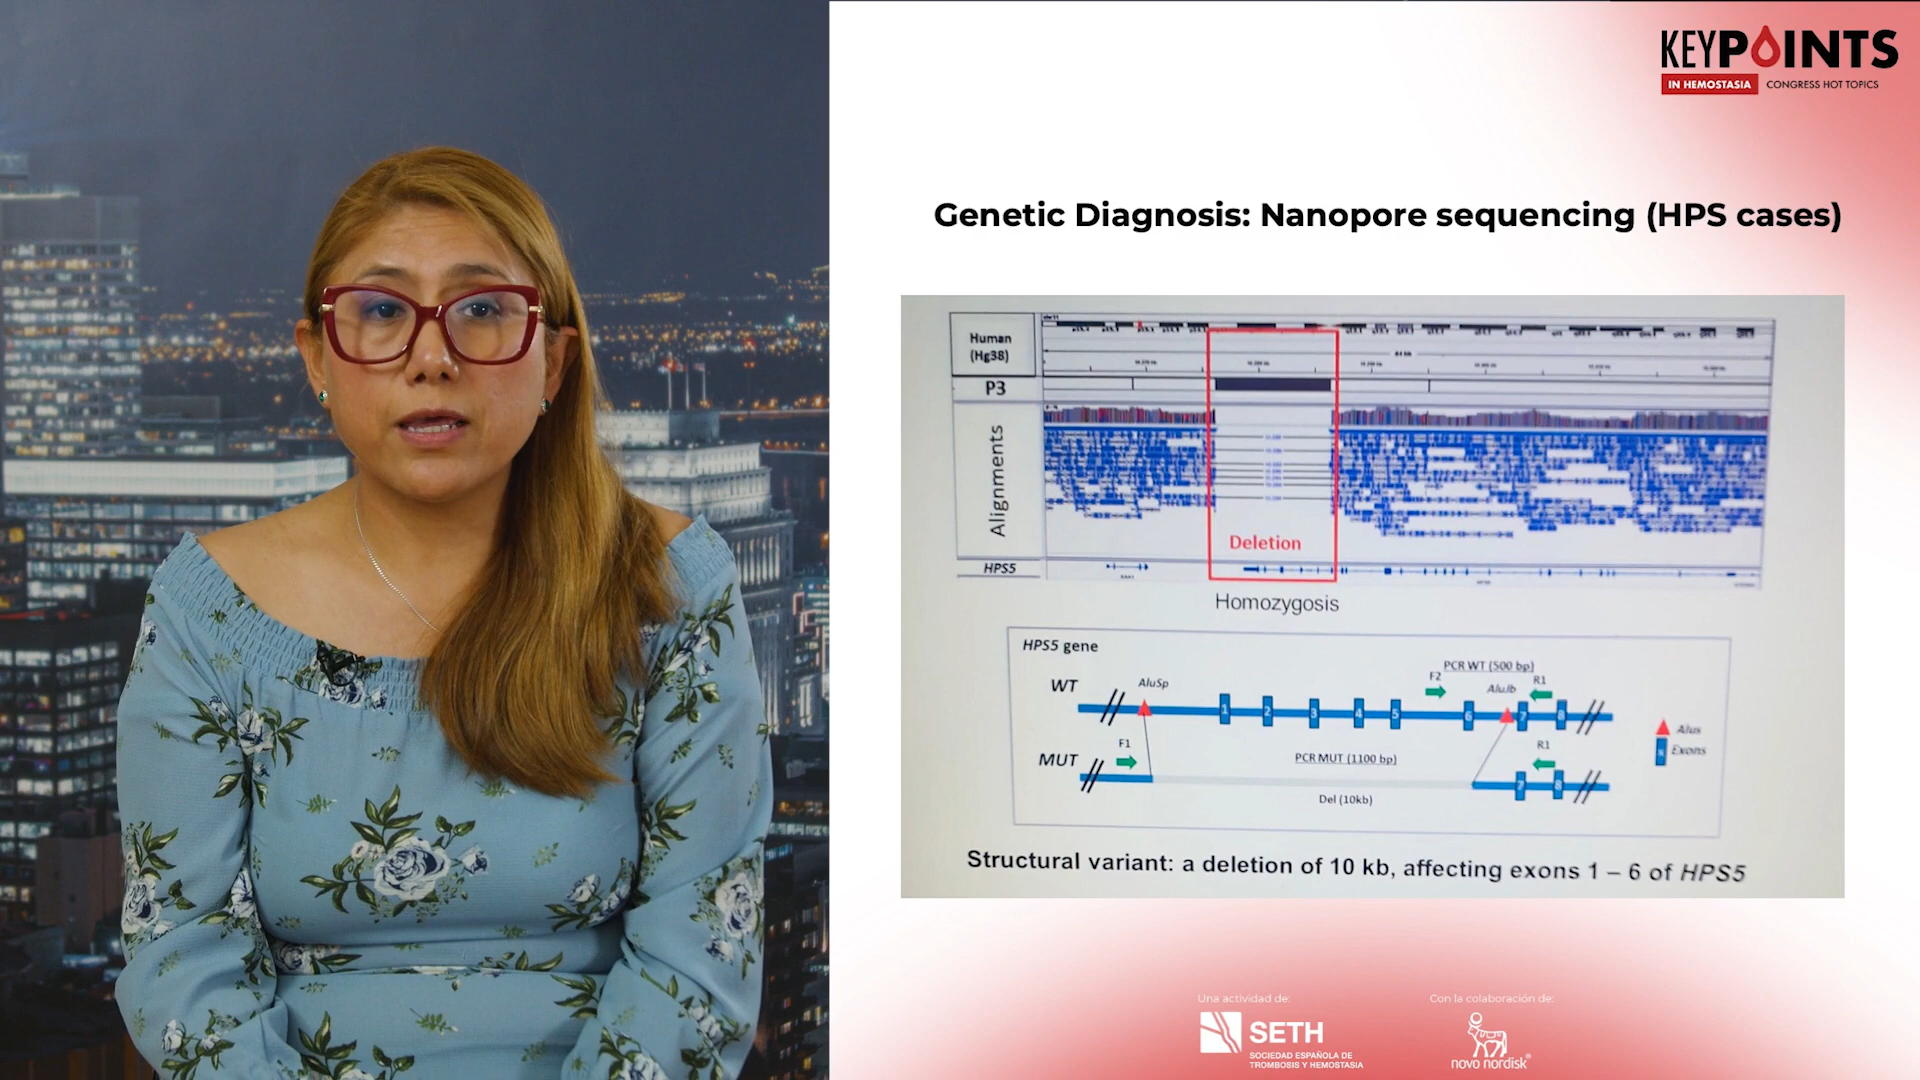 KEYPOINTS
IN HEMOSTASIA CONGRESS HOT TOPICS
Genetic Diagnosis: Nanopore sequencing (HPS cases)
Human
(Hg38)
P3
Alignments
Deletion
HPS5
Homozygosis
HPS5 gene
PCR WT (500 bp)
F2
R1
WT
AluSp
AluJb
1 2 3 4 5 6 7 8
Alus
Exons
F1
R1
MUT
PCR MUT (1100 bp)
7 8
Del (10kb)
Structural variant: a deletion of 10 kb, affecting exons 1 – 6 of HPS5
Una actividad de:
Con la colaboración de:
SETH
SOCIEDAD ESPAÑOLA DE
TROMBOSIS Y HEMOSTASIA
novo nordisk®